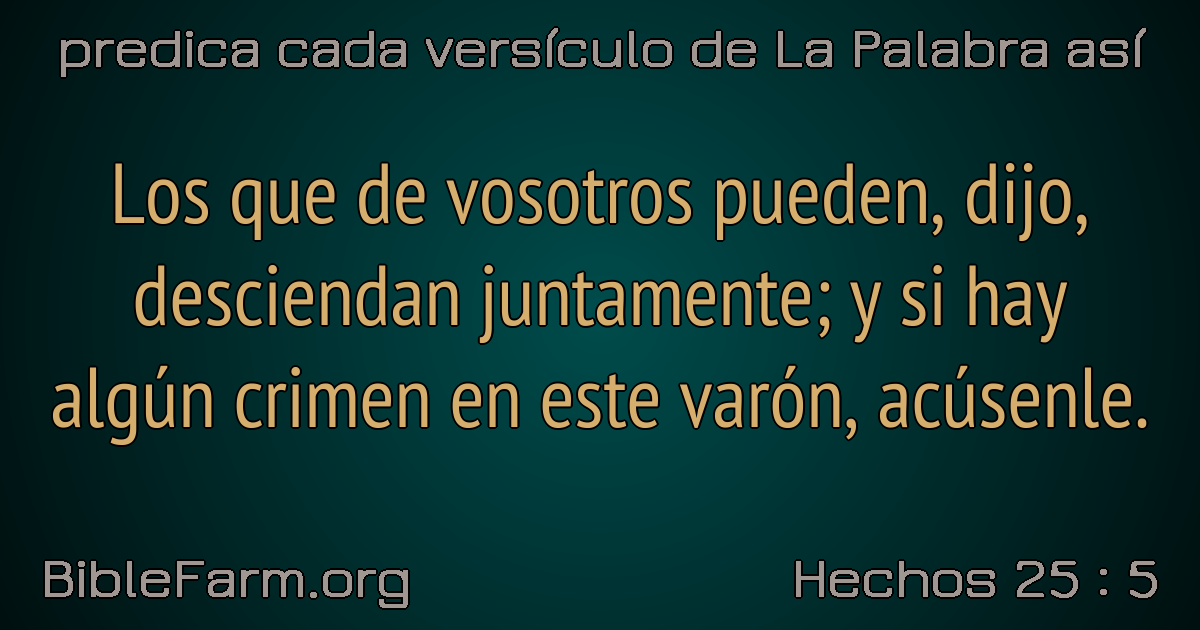 predica cada versículo de La Palabra así
Los que de vosotros pueden, dijo,
desciendan juntamente; y si hay
algún crimen en este varón, acúsenle.
BibleFarm.org
Hechos 25 : 5